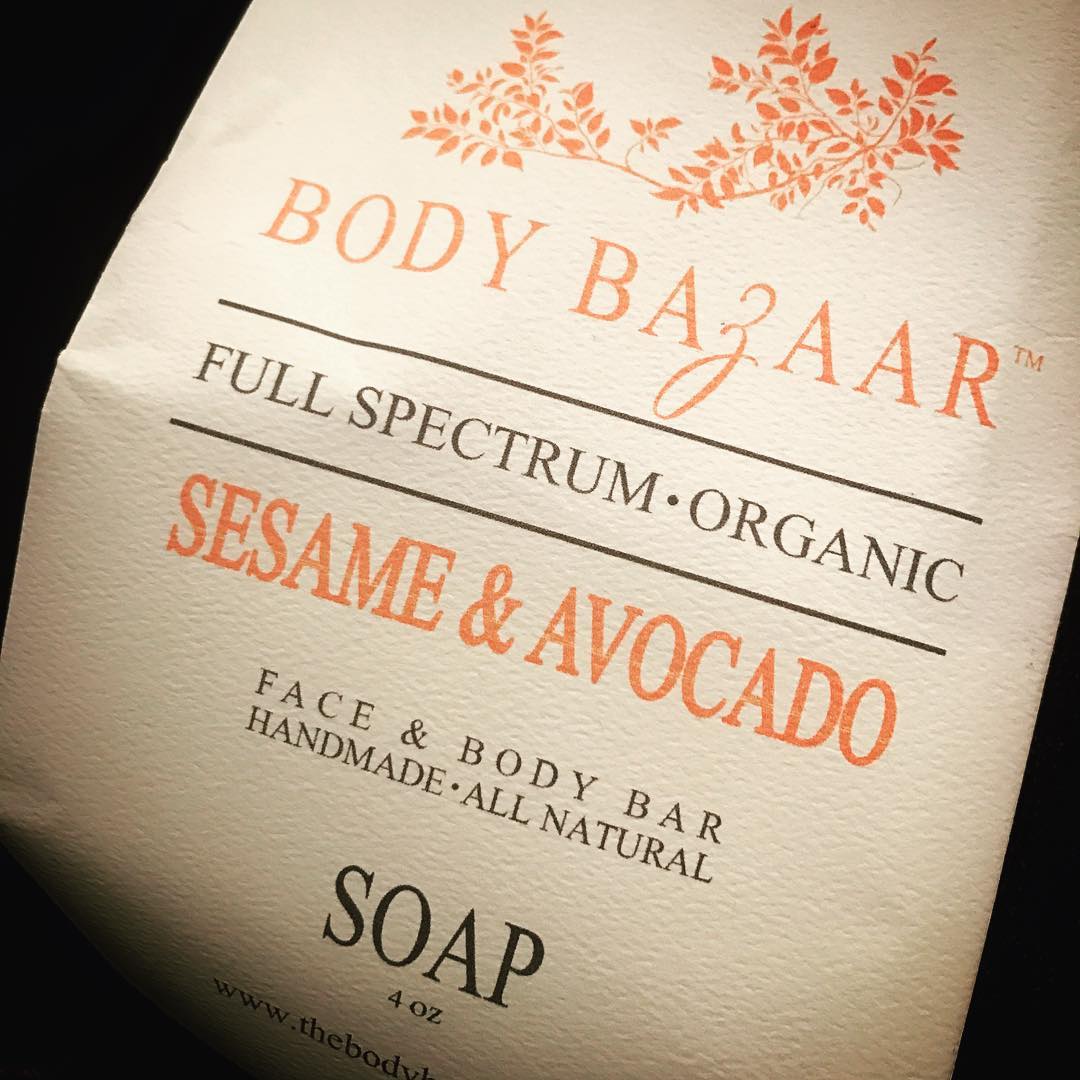 BODY BAZAAR™
FULL SPECTRUM • ORGANIC
SESAME & AVOCADO
FACE & BODY BAR
HANDMADE • ALL NATURAL
SOAP
4 oz